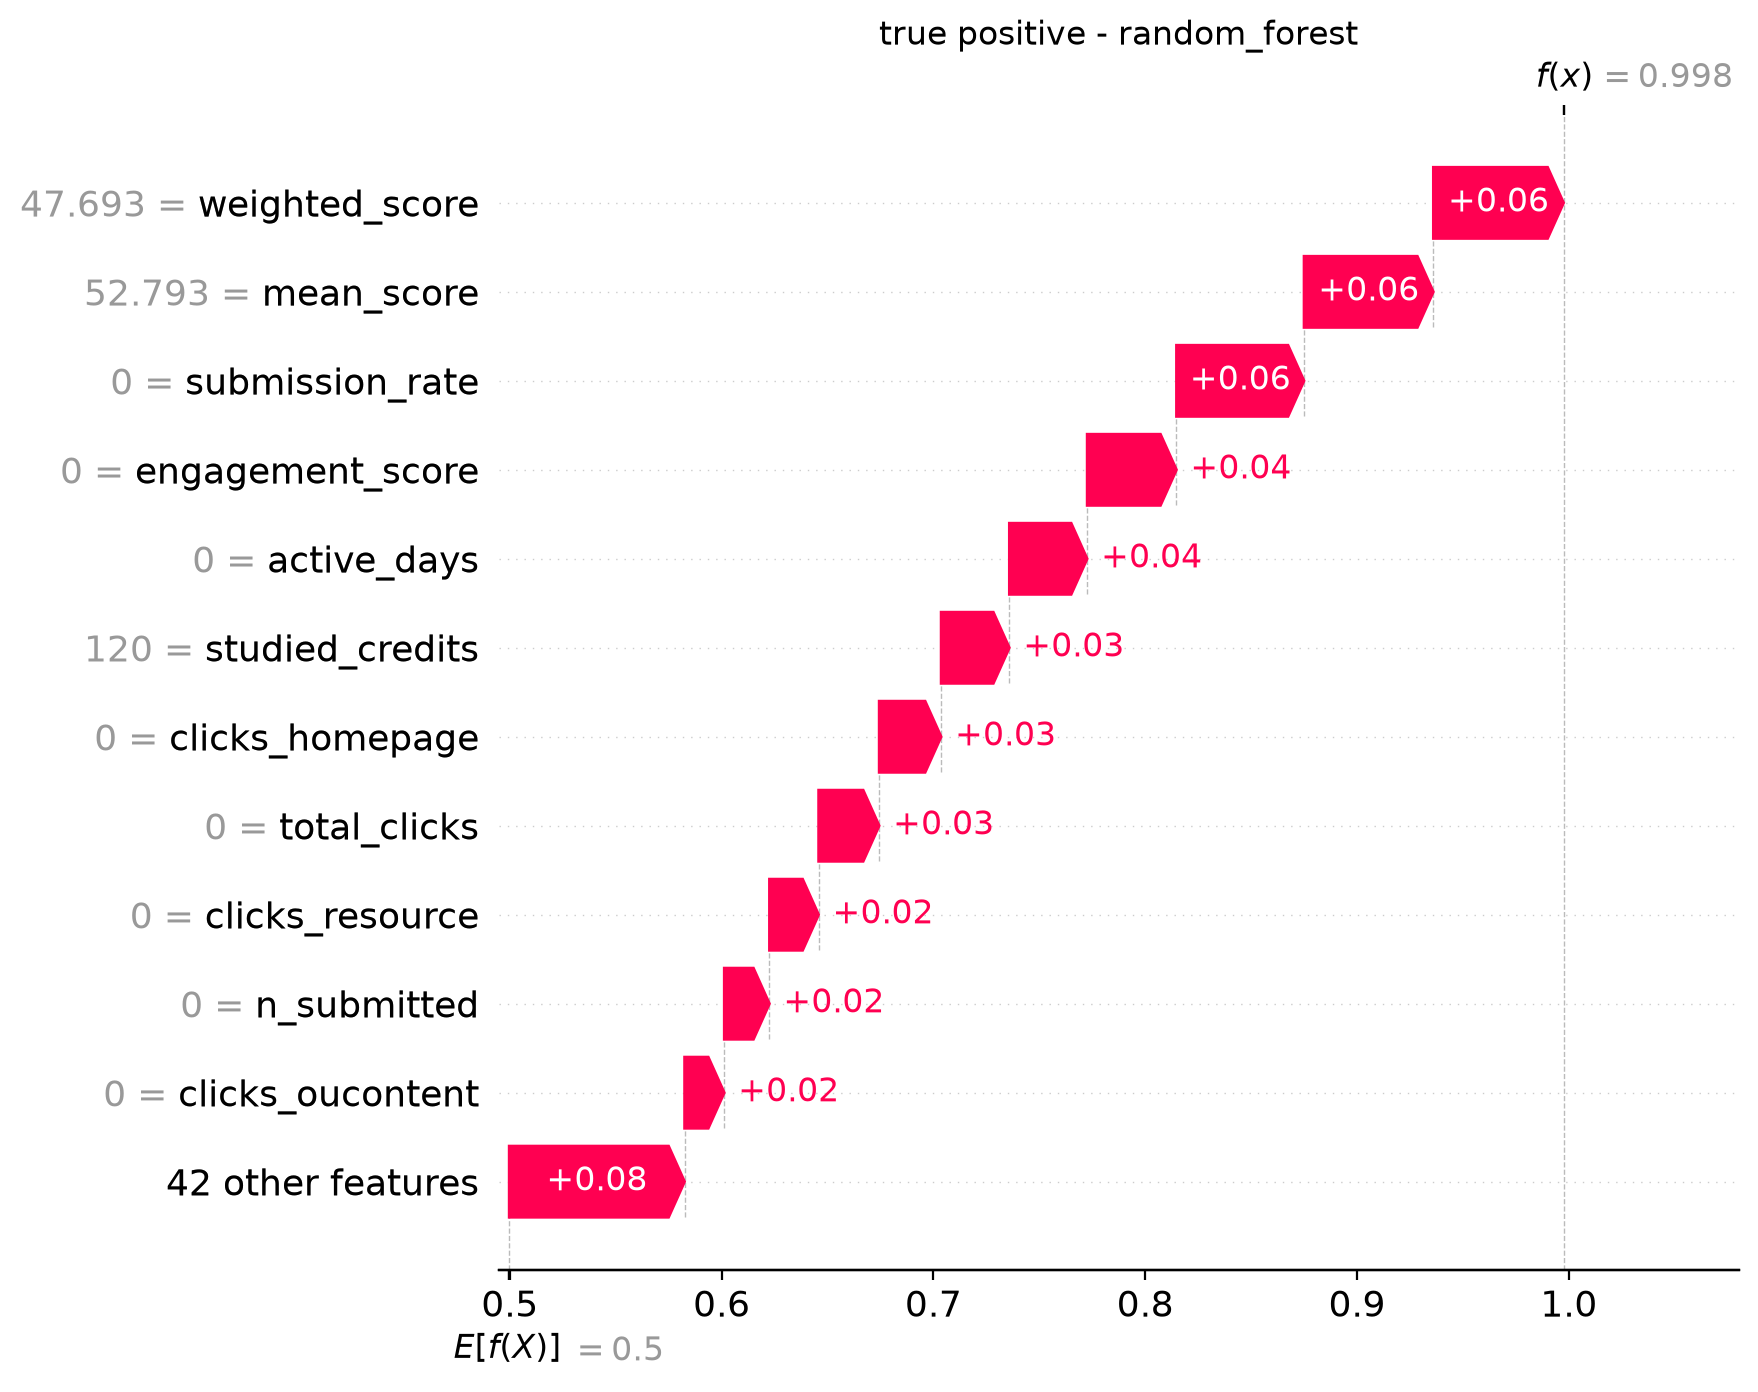 true positive - random_forest
f(x) = 0.998
47.693 = weighted_score +0.06
52.793 = mean_score +0.06
0 = submission_rate +0.06
0 = engagement_score +0.04
0 = active_days +0.04
120 = studied_credits +0.03
0 = clicks_homepage +0.03
0 = total_clicks +0.03
0 = clicks_resource +0.02
0 = n_submitted +0.02
0 = clicks_oucontent +0.02
42 other features +0.08
0.5 0.6 0.7 0.8 0.9 1.0
E[f(X)] = 0.5